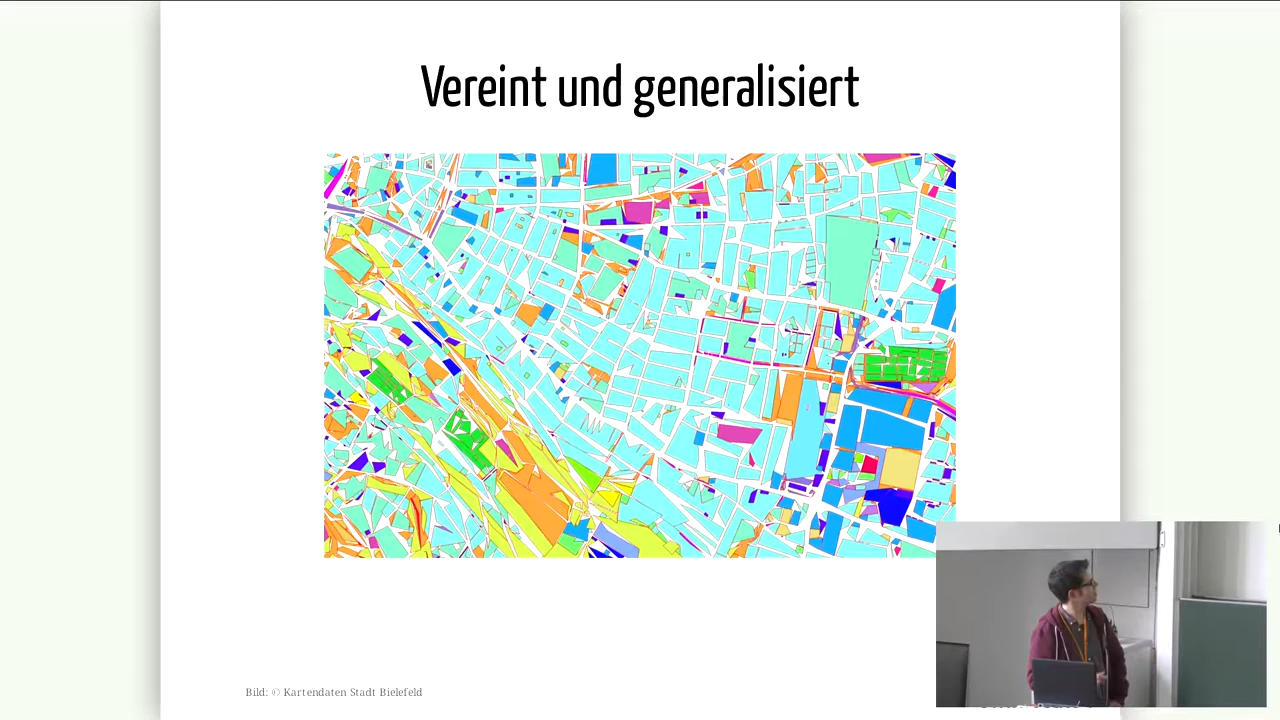 Vereint und generalisiert
Bild: © Kartendaten Stadt Bielefeld